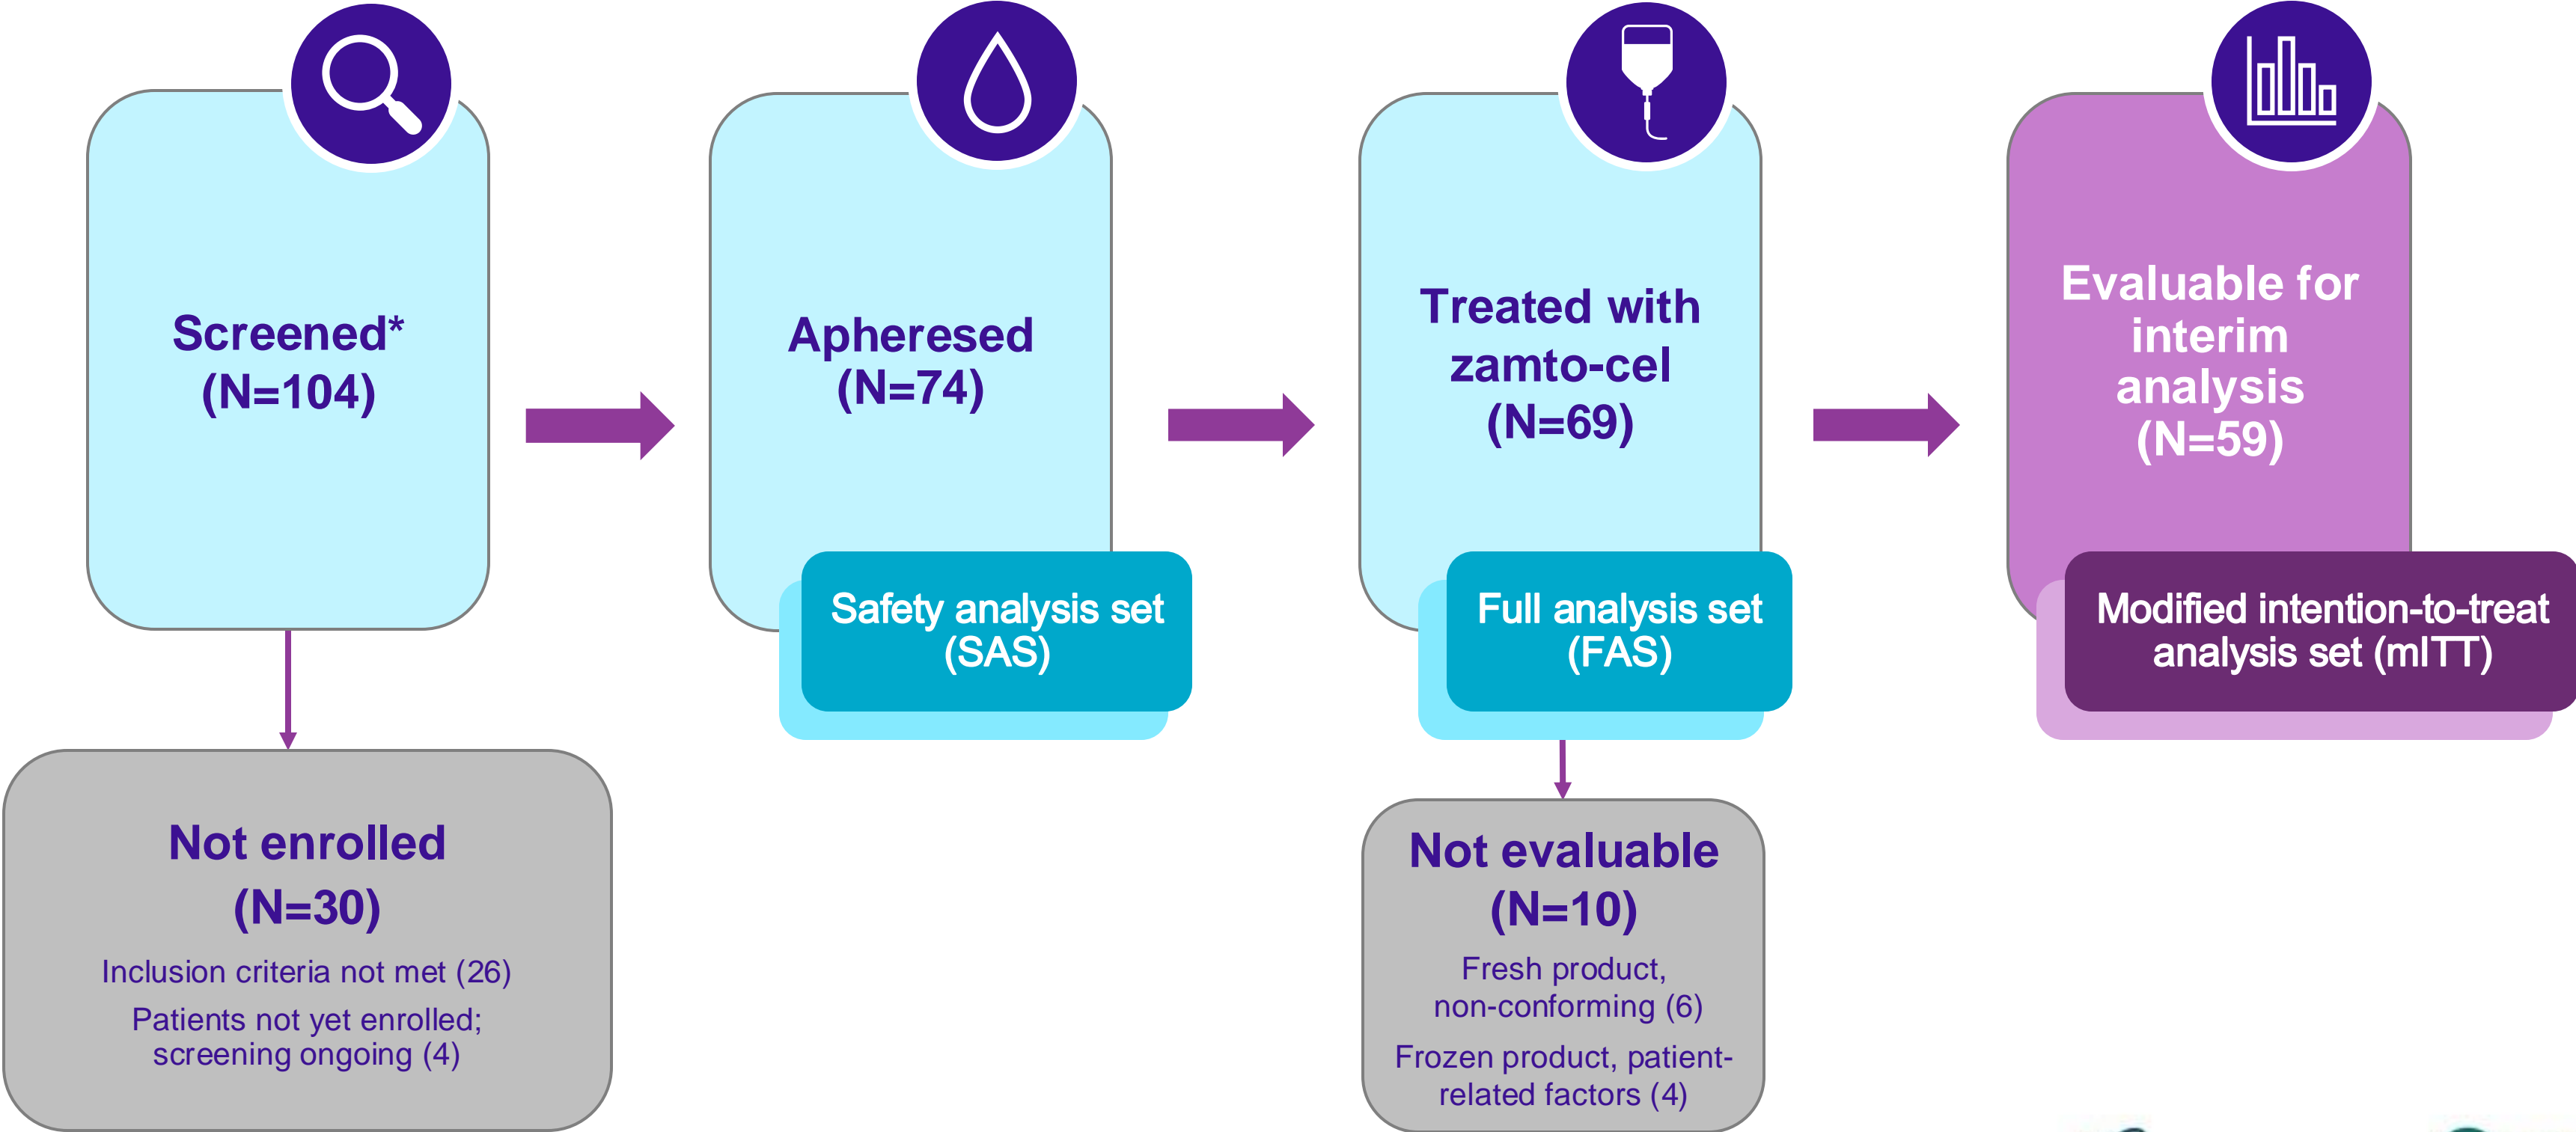 Screened*
(N=104)
Apheresed
(N=74)
Safety analysis set
(SAS)
Treated with
zamto-cel
(N=69)
Full analysis set
(FAS)
Evaluable for
interim
analysis
(N=59)
Modified intention-to-treat
analysis set (mITT)
Not enrolled
(N=30)
Inclusion criteria not met (26)
Patients not yet enrolled;
screening ongoing (4)
Not evaluable
(N=10)
Fresh product,
non-conforming (6)
Frozen product, patient-
related factors (4)